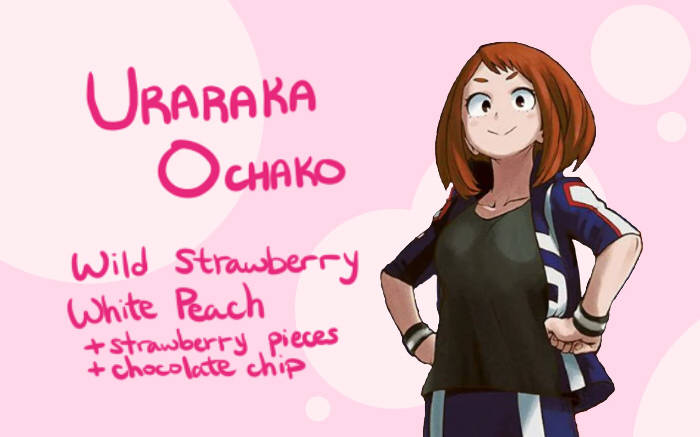 URARAKA
OCHAKO
Wild Strawberry
White Peach
+ strawberry pieces
+ chocolate chip